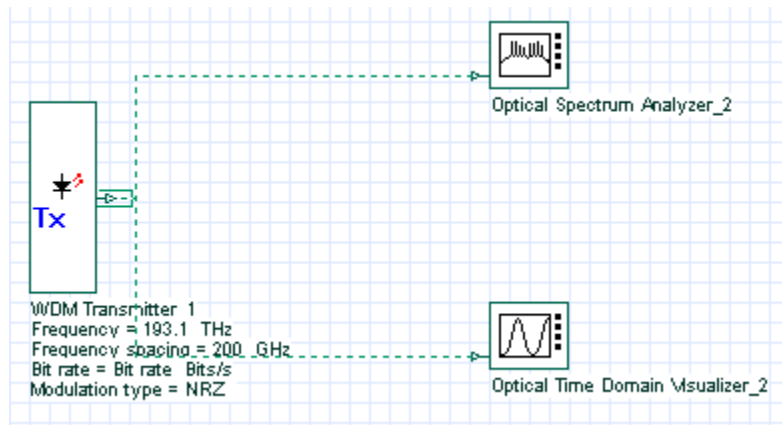 Optical Spectrum Analyzer_2
Tx
WDM Transmitter_1
Frequency = 193.1 THz
Frequency spacing = 200 GHz
Bit rate = Bit rate Bits/s
Modulation type = NRZ
Optical Time Domain Visualizer_2